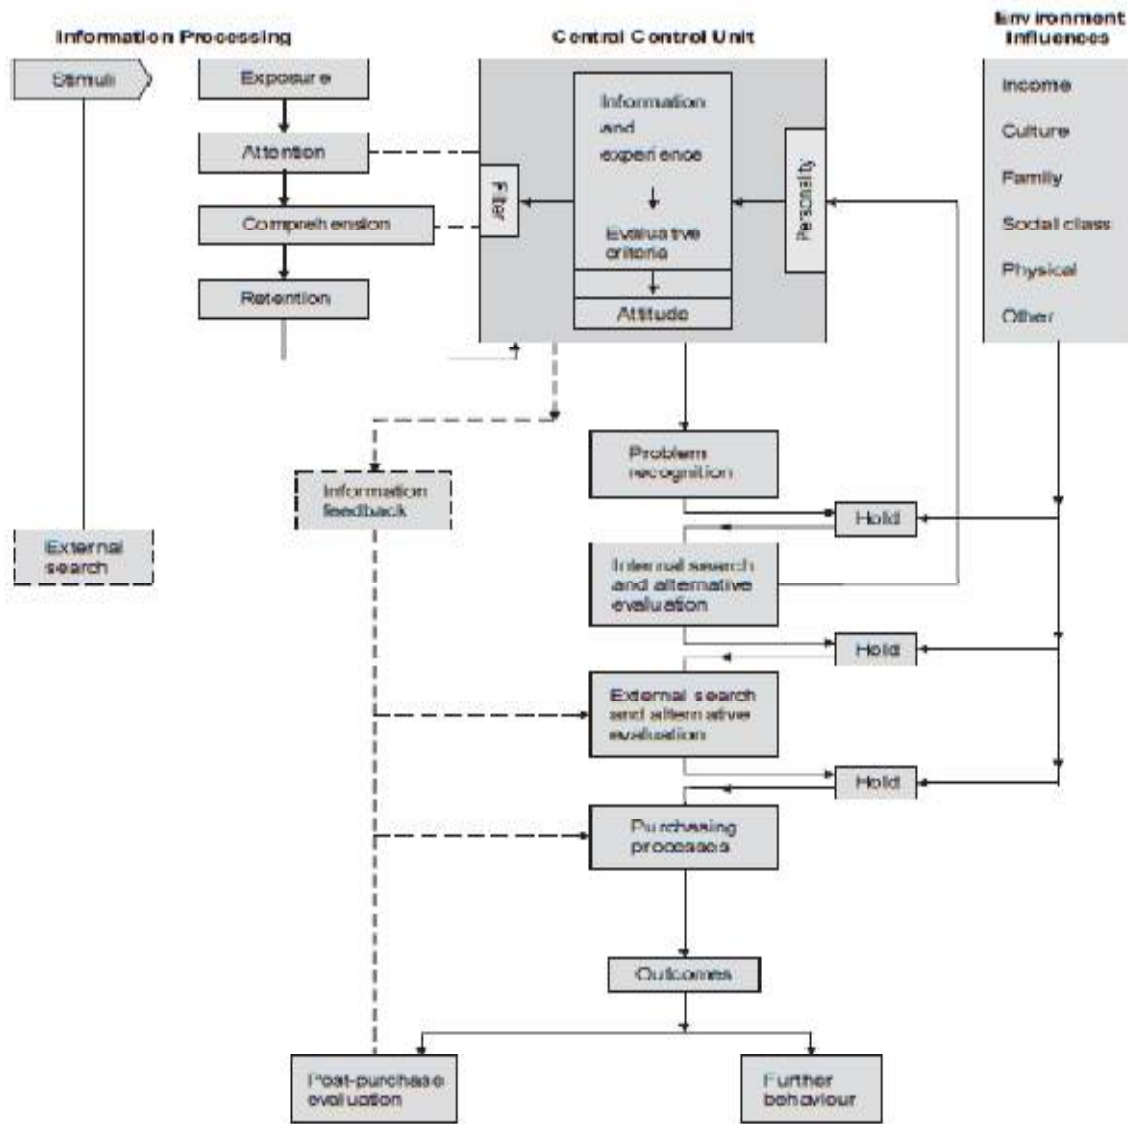 Information Processing
Central Control Unit
Environment
Influences
Stimuli
Exposure
Attention
Comprehension
Retention
Filter
Information
and
experience
Evaluative
criteria
Attitude
Personality
Income
Culture
Family
Social class
Physical
Other
Problem
recognition
Hold
Information
feedback
External
search
Internal search
and alternative
evaluation
Hold
External search
and alternative
evaluation
Hold
Purchasing
processes
Outcomes
Post-purchase
evaluation
Further
behaviour